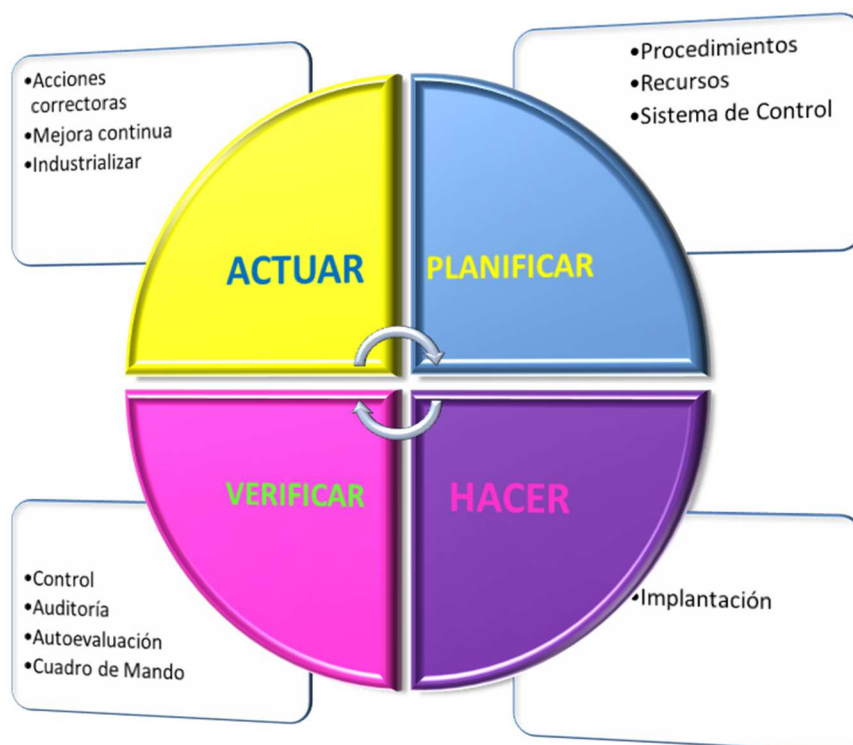 •Acciones
correctoras
•Mejora continua
•Industrializar
•Procedimientos
•Recursos
•Sistema de Control
ACTUAR
PLANIFICAR
VERIFICAR
HACER
•Control
•Auditoría
•Autoevaluación
•Cuadro de Mando
•Implantación